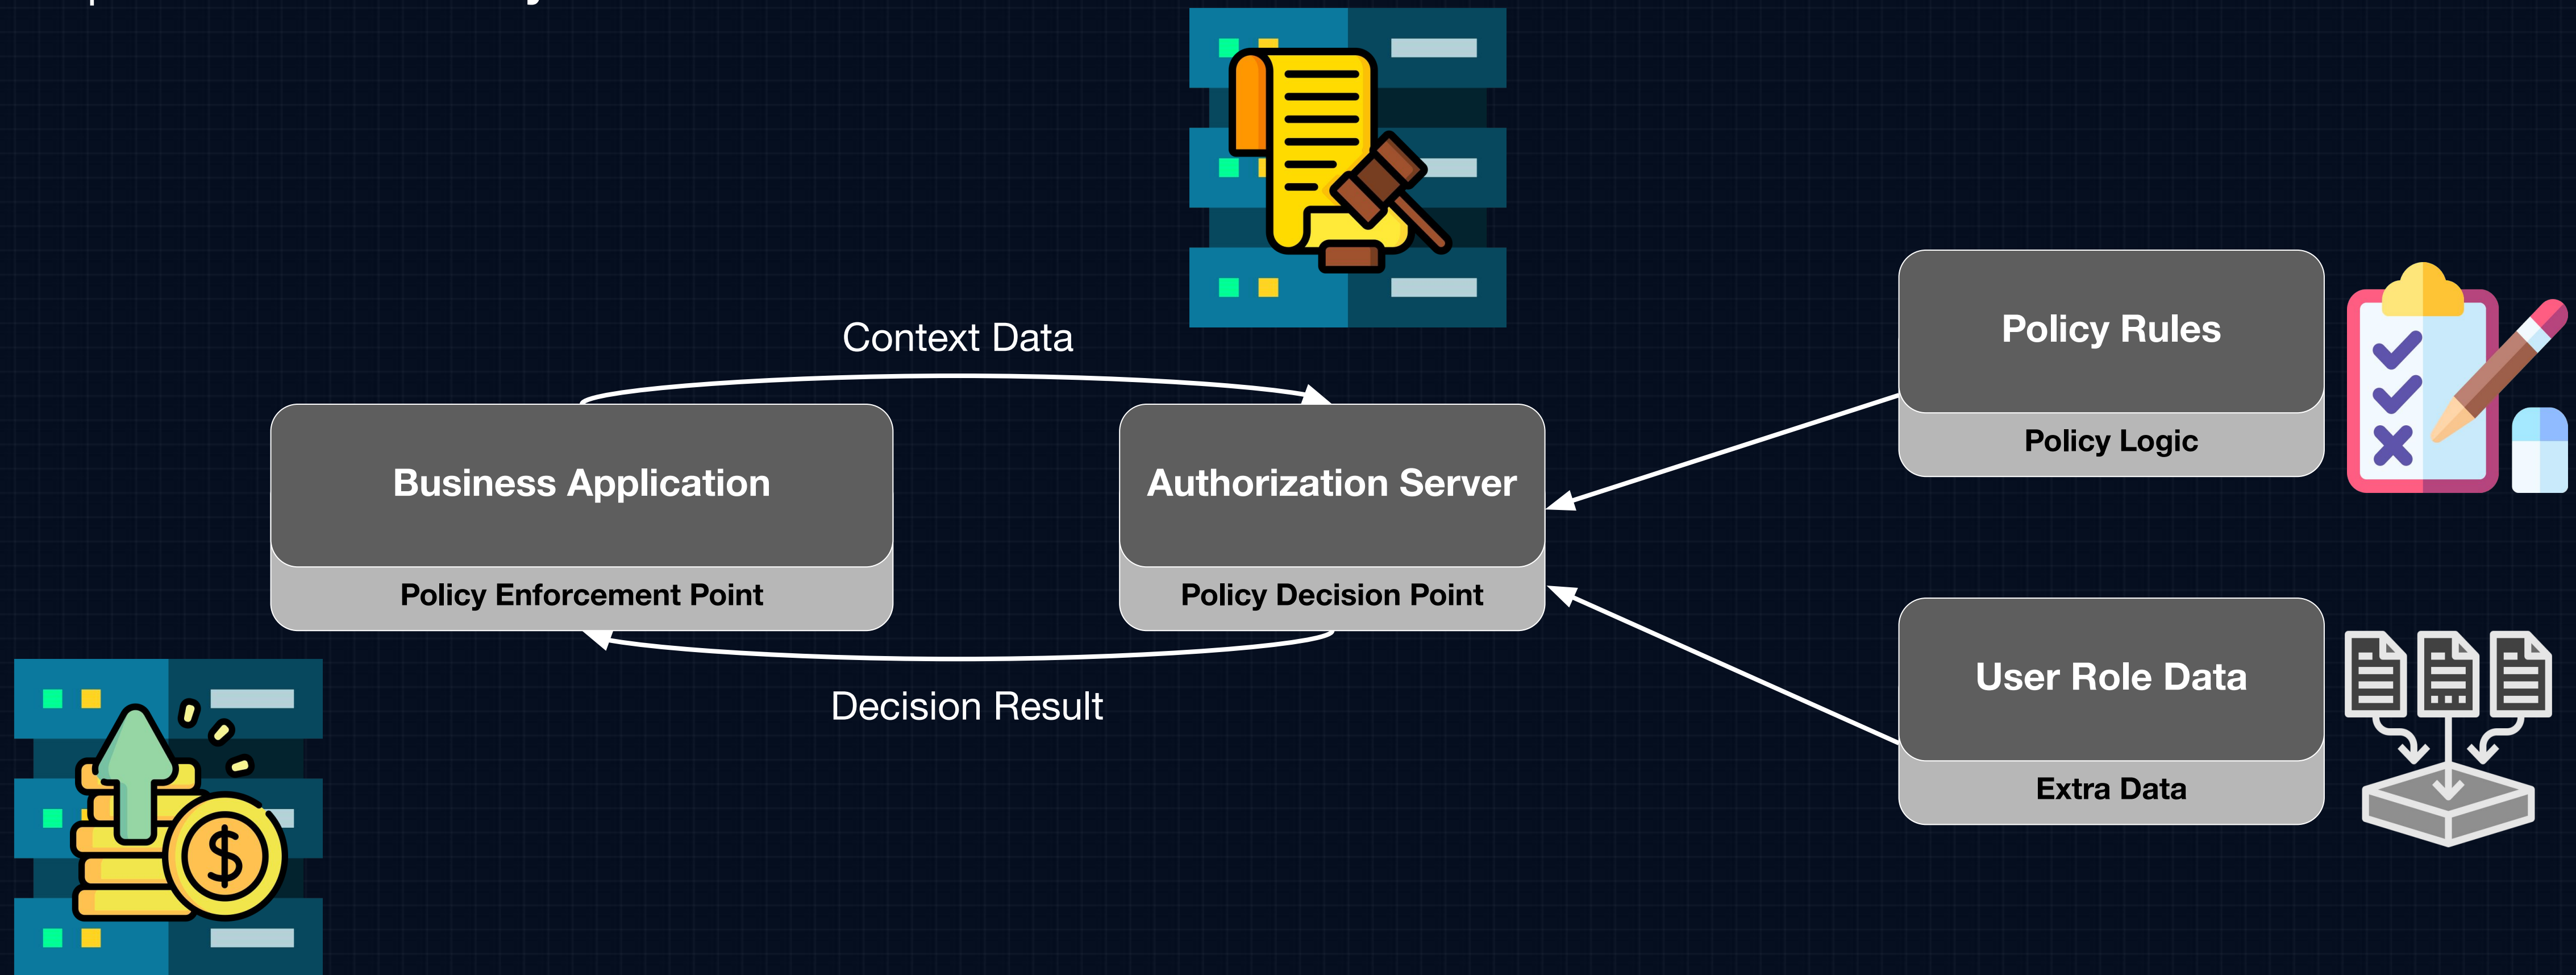 Context Data
Business Application
Policy Enforcement Point
Authorization Server
Policy Decision Point
Decision Result
Policy Rules
Policy Logic
User Role Data
Extra Data
$